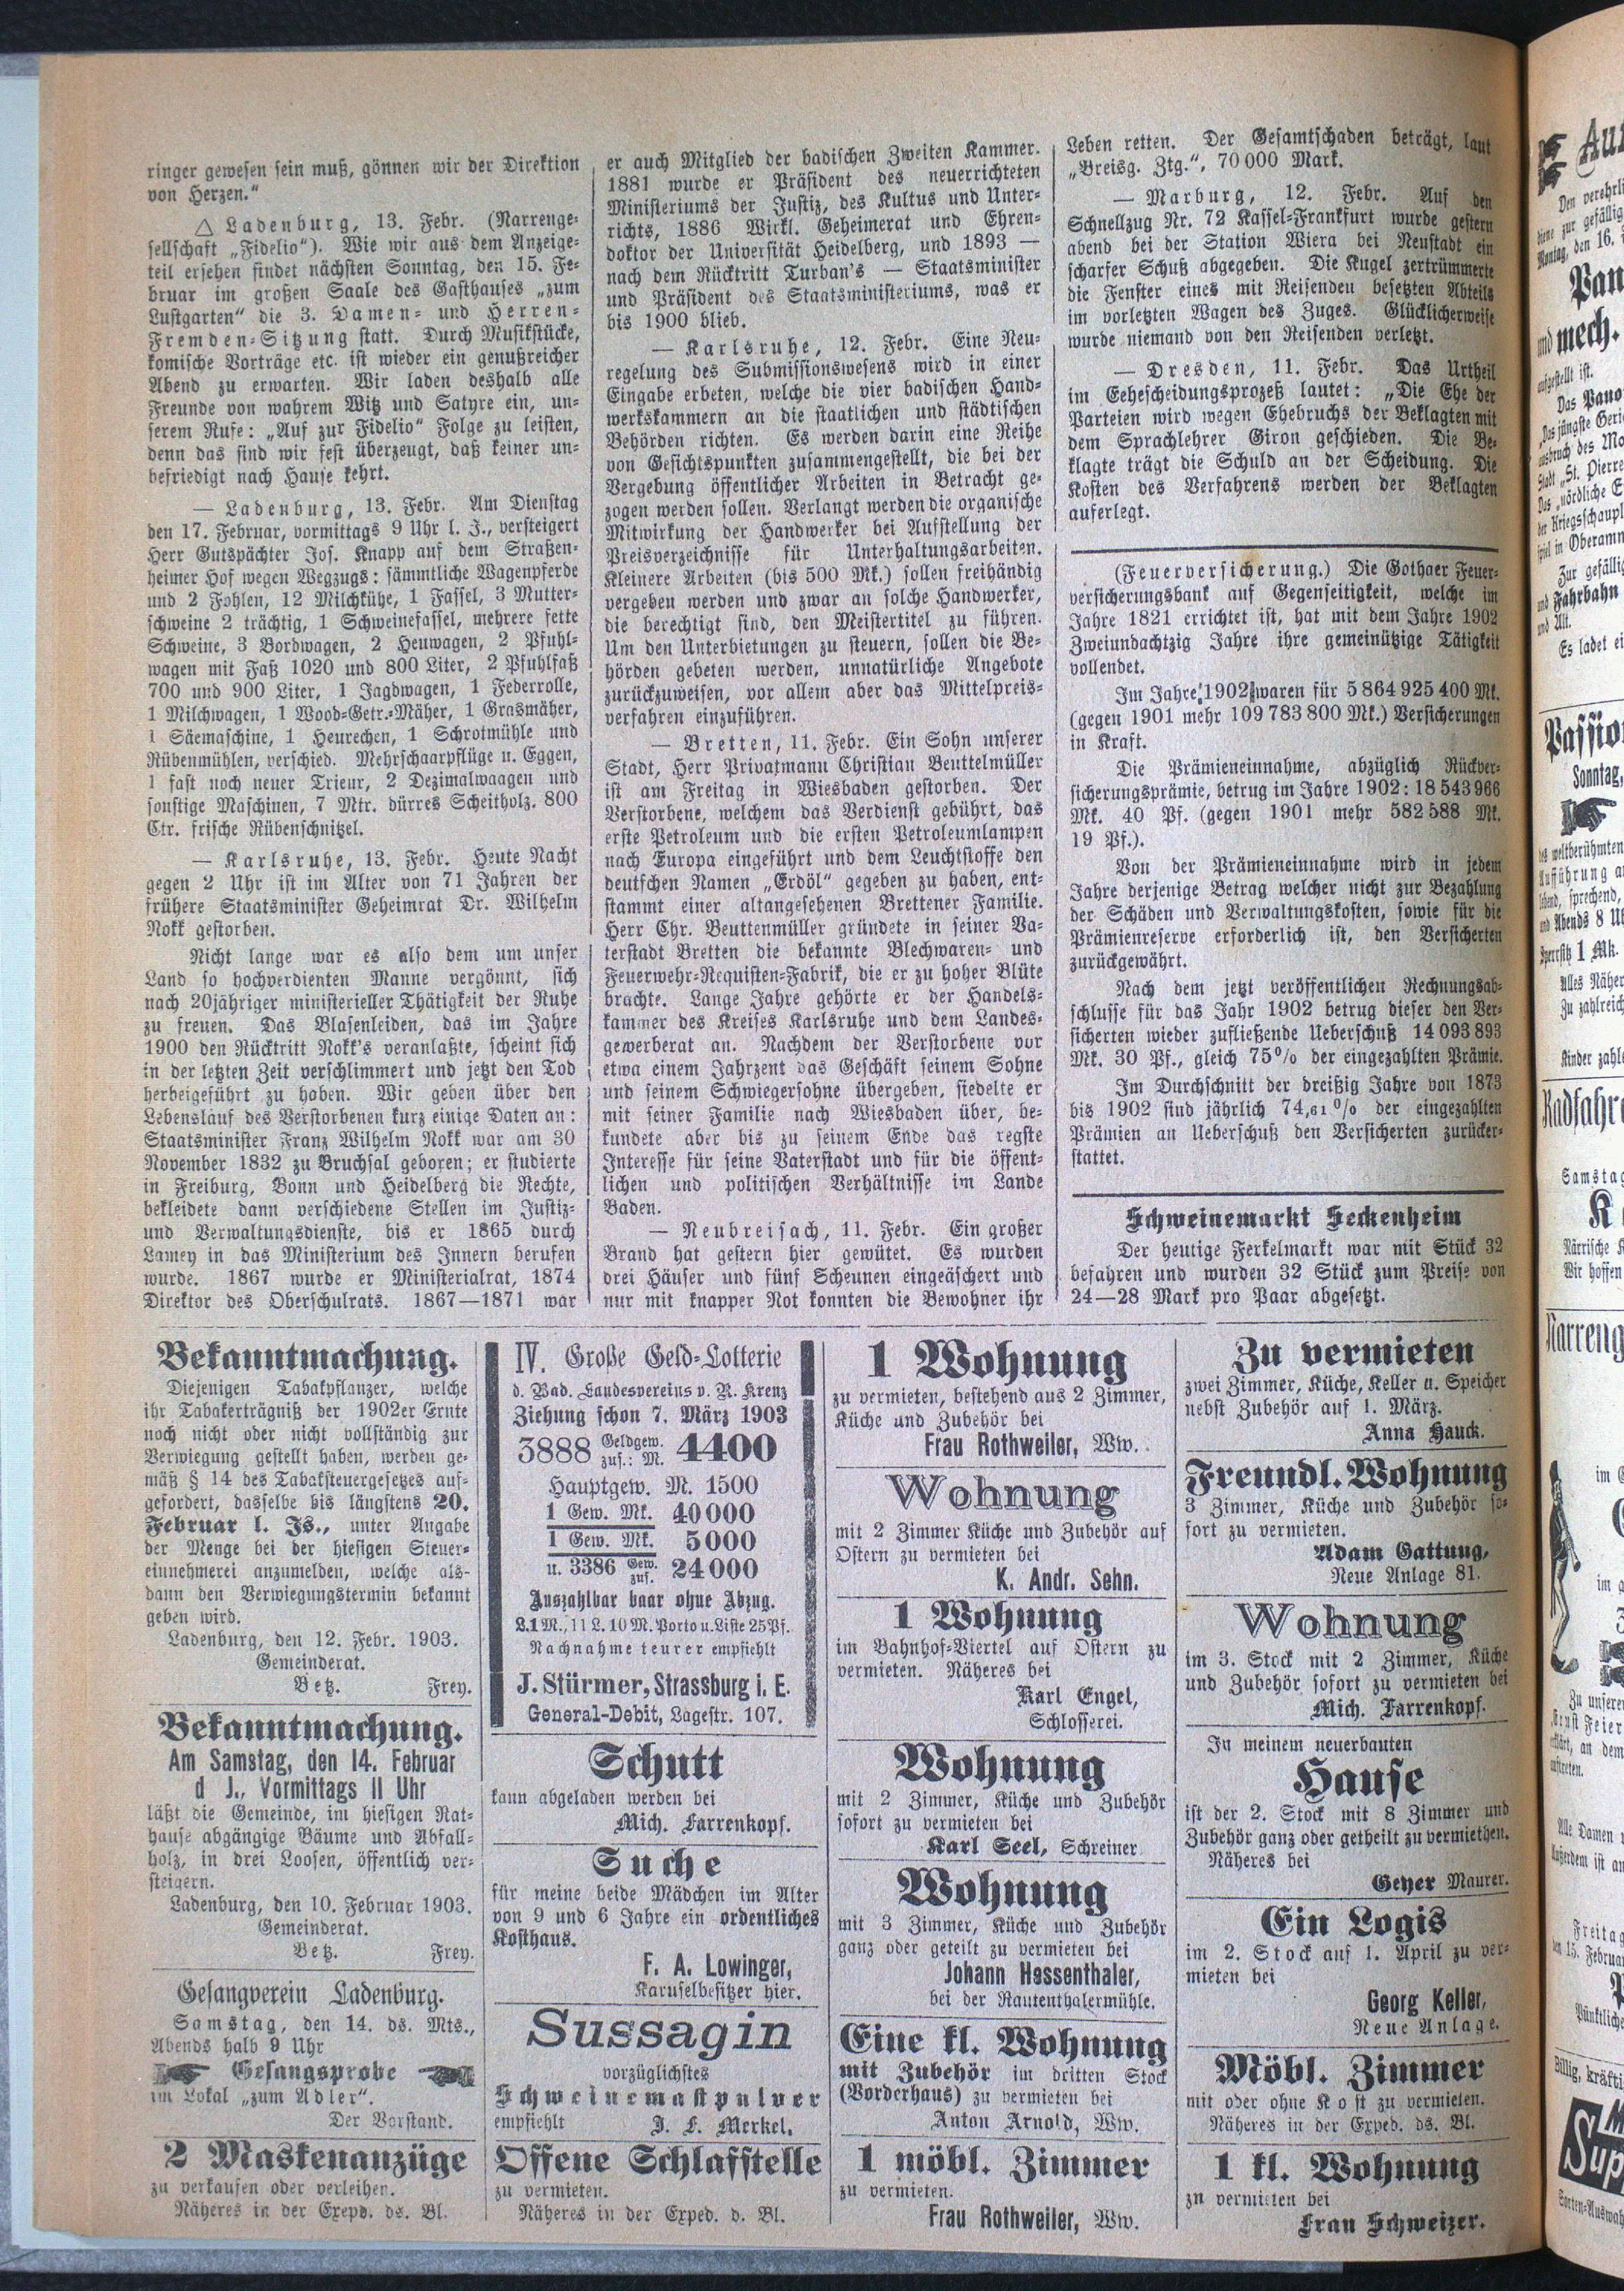 ringer gewesen sein muß, gönnen wir der Direktion
von Herzen.“
△ Ladenburg, 13. Febr. (Narrenge-
sellschaft „Fidelio“). Wie wir aus dem Anzeige-
teil ersehen findet nächsten Sonntag, den 15. Fe-
bruar im großen Saale des Gasthauses „zum
Lustgarten“ die 3. Damen- und Herren-
Fremden-Sitzung statt. Durch Musikstücke,
komische Vorträge etc. ist wieder ein genußreicher
Abend zu erwarten. Wir laden deshalb alle
Freunde von wahrem Witz und Satyre ein, un-
serem Rufe: „Auf zur Fidelio“ Folge zu leisten,
denn das sind wir fest überzeugt, daß keiner un-
befriedigt nach Hause kehrt.
— Ladenburg, 13. Febr. Am Dienstag
den 17. Februar, vormittags 9 Uhr l. J., versteigert
Herr Gutspächter Jos. Knapp auf dem Straßen-
heimer Hof wegen Wegzugs: sämmtliche Wagenpferde
und 2 Fohlen, 12 Milchkühe, 1 Fassel, 3 Mutter-
schweine 2 trächtig, 1 Schweinefassel, mehrere fette
Schweine, 3 Bordwagen, 2 Heuwagen, 2 Pfuhl-
wagen mit Faß 1020 und 800 Liter, 2 Pfuhlfaß
700 und 900 Liter, 1 Jagdwagen, 1 Federrolle,
1 Milchwagen, 1 Wood-Getr.-Mäher, 1 Grasmäher,
1 Säemaschine, 1 Heurechen, 1 Schrotmühle und
Rübenmühlen, verschied. Mehrschaarpflüge u. Eggen,
1 fast noch neuer Trieur, 2 Dezimalwaagen und
sonstige Maschinen, 7 Mtr. dürres Scheitholz. 800
Ctr. frische Rübenschnitzel.
— Karlsruhe, 13. Febr. Heute Nacht
gegen 2 Uhr ist im Alter von 71 Jahren der
frühere Staatsminister Geheimrat Dr. Wilhelm
Nokk gestorben.
Nicht lange war es also dem um unser
Land so hochverdienten Manne vergönnt, sich
nach 20jähriger ministerieller Thätigkeit der Ruhe
zu freuen. Das Blasenleiden, das im Jahre
1900 den Rücktritt Nokk's veranlaßte, scheint sich
in der letzten Zeit verschlimmert und jetzt den Tod
herbeigeführt zu haben. Wir geben über den
Lebenslauf des Verstorbenen kurz einige Daten an:
Staatsminister Franz Wilhelm Nokk war am 30
November 1832 zu Bruchsal geboren; er studierte
in Freiburg, Bonn und Heidelberg die Rechte,
bekleidete dann verschiedene Stellen im Justiz-
und Verwaltungsdienste, bis er 1865 durch
Lamey in das Ministerium des Innern berufen
wurde. 1867 wurde er Ministerialrat, 1874
Direktor des Oberschulrats. 1867—1871 war
er auch Mitglied der badischen Zweiten Kammer.
1881 wurde er Präsident des neuerrichteten
Ministeriums der Justiz, des Kultus und Unter-
richts, 1886 Wirkl. Geheimerat und Ehren-
doktor der Universität Heidelberg, und 1893 —
nach dem Rücktritt Turban's — Staatsminister
und Präsident des Staatsministeriums, was er
bis 1900 blieb.
— Karlsruhe, 12. Febr. Eine Neu-
regelung des Submissionswesens wird in einer
Eingabe erbeten, welche die vier badischen Hand-
werkskammern an die staatlichen und städtischen
Behörden richten. Es werden darin eine Reihe
von Gesichtspunkten zusammengestellt, die bei der
Vergebung öffentlicher Arbeiten in Betracht ge-
zogen werden sollen. Verlangt werden die organische
Mitwirkung der Handwerker bei Aufstellung der
Preisverzeichnisse für Unterhaltungsarbeiten.
Kleinere Arbeiten (bis 500 Mk.) sollen freihändig
vergeben werden und zwar an solche Handwerker,
die berechtigt sind, den Meistertitel zu führen.
Um den Unterbietungen zu steuern, sollen die Be-
hörden gebeten werden, unnatürliche Angebote
zurückzuweisen, vor allem aber das Mittelpreis-
verfahren einzuführen.
— Bretten, 11. Febr. Ein Sohn unserer
Stadt, Herr Privatmann Christian Beuttelmüller
ist am Freitag in Wiesbaden gestorben. Der
Verstorbene, welchem das Verdienst gebührt, das
erste Petroleum und die ersten Petroleumlampen
nach Europa eingeführt und dem Leuchtstoffe den
deutschen Namen „Erdöl“ gegeben zu haben, ent-
stammt einer altangesehenen Brettener Familie.
Herr Chr. Beuttenmüller gründete in seiner Va-
terstadt Bretten die bekannte Blechwaren- und
Feuerwehr-Requisten-Fabrik, die er zu hoher Blüte
brachte. Lange Jahre gehörte er der Handels-
kammer des Kreises Karlsruhe und dem Landes-
gewerberat an. Nachdem der Verstorbene vor
etwa einem Jahrzent das Geschäft seinem Sohne
und seinem Schwiegersohne übergeben, siedelte er
mit seiner Familie nach Wiesbaden über, be-
kundete aber bis zu seinem Ende das regste
Interesse für seine Vaterstadt und für die öffent-
lichen und politischen Verhältnisse im Lande
Baden.
— Neubreisach, 11. Febr. Ein großer
Brand hat gestern hier gewütet. Es wurden
drei Häuser und fünf Scheunen eingeäschert und
nur mit knapper Not konnten die Bewohner ihr
Leben retten. Der Gesamtschaden beträgt, laut
„Breisg. Ztg.“, 70 000 Mark.
— Marburg, 12. Febr. Auf den
Schnellzug Nr. 72 Kassel-Frankfurt wurde gestern
abend bei der Station Wiera bei Neustadt ein
scharfer Schuß abgegeben. Die Kugel zertrümmerte
die Fenster eines mit Reisenden besetzten Abteils
im vorletzten Wagen des Zuges. Glücklicherweise
wurde niemand von den Reisenden verletzt.
— Dresden, 11. Febr. Das Urtheil
im Ehescheidungsprozeß lautet: „Die Ehe der
Parteien wird wegen Ehebruchs der Beklagten mit
dem Sprachlehrer Giron geschieden. Die Be-
klagte trägt die Schuld an der Scheidung. Die
Kosten des Verfahrens werden der Beklagten
auferlegt.
(Feuerversicherung.) Die Gothaer Feuer-
versicherungsbank auf Gegenseitigkeit, welche im
Jahre 1821 errichtet ist, hat mit dem Jahre 1902
Zweiundachtzig Jahre ihre gemeinützige Tätigkeit
vollendet.
Im Jahre 1902 waren für 5 864 925 400 Mk.
(gegen 1901 mehr 109 783 800 Mk.) Versicherungen
in Kraft.
Die Prämieneinnahme, abzüglich Rückver-
sicherungsprämie, betrug im Jahre 1902: 18 543 966
Mk. 40 Pf. (gegen 1901 mehr 582 588 Mk.
19 Pf.).
Von der Prämieneinnahme wird in jedem
Jahre derjenige Betrag welcher nicht zur Bezahlung
der Schäden und Verwaltungskosten, sowie für die
Prämienreserve erforderlich ist, den Versicherten
zurückgewährt.
Nach dem jetzt veröffentlichen Rechnungsab-
schlusse für das Jahr 1902 betrug dieser den Ver-
sicherten wieder zufließende Ueberschuß 14 093 893
Mk. 30 Pf., gleich 75% der eingezahlten Prämie.
Im Durchschnitt der dreißig Jahre von 1873
bis 1902 sind jährlich 74,61% der eingezahlten
Prämien an Ueberschuß den Versicherten zurücker-
stattet.
Schweinemarkt Seckenheim
Der heutige Ferkelmarkt war mit Stück 32
befahren und wurden 32 Stück zum Preise von
24—28 Mark pro Paar abgesetzt.
Bekanntmachung.
Diejenigen Tabakpflanzer, welche
ihr Tabakerträgniß der 1902er Ernte
noch nicht oder nicht vollständig zur
Verwiegung gestellt haben, werden ge-
mäß § 14 des Tabaksteuergesetzes auf-
gefordert, dasselbe bis längstens 20.
Februar l. Js., unter Angabe
der Menge bei der hiesigen Steuer-
einnehmerei anzumelden, welche als-
dann den Verwiegungstermin bekannt
geben wird.
Ladenburg, den 12. Febr. 1903.
Gemeinderat.
Betz. Frey.
Bekanntmachung.
Am Samstag, den 14. Februar
d J., Vormittags 11 Uhr
läßt die Gemeinde, im hiesigen Rat-
hause abgängige Bäume und Abfall-
holz, in drei Loosen, öffentlich ver-
steigern.
Ladenburg, den 10. Februar 1903.
Gemeinderat.
Betz. Frey.
Gesangverein Ladenburg.
Samstag, den 14. ds. Mts.,
Abends halb 9 Uhr
Gesangsprobe
im Lokal „zum Adler“.
Der Vorstand.
2 Maskenanzüge
zu verkaufen oder verleihen.
Näheres in der Exepd. ds. Bl.
IV. Große Geld-Lotterie
d. Bad. Landesvereins v. R. Kreuz
Ziehung schon 7. März 1903
3888 Geldgew. zus.: M. 4400
Hauptgew. M. 1500
1 Gew. Mk. 40 000
1 Gew. Mk. 5 000
u. 3386 Gew. zus. 24 000
Auszahlbar baar ohne Abzug.
L. 1 M., 11 L. 10 M. Porto u. Liste 25 Pf.
Nachnahme teurer empfiehlt
J. Stürmer, Strassburg i. E.
General-Debit, Lagestr. 107.
Schutt
kann abgeladen werden bei
Mich. Farrenkopf.
Suche
für meine beide Mädchen im Alter
von 9 und 6 Jahre ein ordentliches
Kosthaus.
F. A. Lowinger,
Karuselbesitzer hier.
Sussagin
vorzüglichstes
Schweinemastpulver
empfiehlt J. F. Merkel.
Offene Schlafstelle
zu vermieten.
Näheres in der Exped. d. Bl.
1 Wohnung
zu vermieten, bestehend aus 2 Zimmer,
Küche und Zubehör bei
Frau Rothweiler, Ww.
Wohnung
mit 2 Zimmer Küche und Zubehör auf
Ostern zu vermieten bei
K. Andr. Sehn.
1 Wohnung
im Bahnhof-Viertel auf Ostern zu
vermieten. Näheres bei
Karl Engel,
Schlosserei.
Wohnung
mit 2 Zimmer, Küche und Zubehör
sofort zu vermieten bei
Karl Seel, Schreiner
Wohnung
mit 3 Zimmer, Küche und Zubehör
ganz oder geteilt zu vermieten bei
Johann Hessenthaler,
bei der Rautenthalermühle.
Eine kl. Wohnung
mit Zubehör im dritten Stock
(Vorderhaus) zu vermieten bei
Anton Arnold, Ww.
1 möbl. Zimmer
zu vermieten.
Frau Rothweiler, Ww.
Zu vermieten
zwei Zimmer, Küche, Keller u. Speicher
nebst Zubehör auf 1. März.
Anna Hauck.
Freundl. Wohnung
3 Zimmer, Küche und Zubehör so-
fort zu vermieten.
Adam Gattung,
Neue Anlage 81.
Wohnung
im 3. Stock mit 2 Zimmer, Küche
und Zubehör sofort zu vermieten bei
Mich. Farrenkopf.
In meinem neuerbauten
Hause
ist der 2. Stock mit 8 Zimmer und
Zubehör ganz oder getheilt zu vermiethen.
Näheres bei
Geyer Maurer.
Ein Logis
im 2. Stock auf 1. April zu ver-
mieten bei
Georg Keller,
Neue Anlage.
Möbl. Zimmer
mit oder ohne Kost zu vermieten.
Näheres in der Exped. ds. Bl.
1 kl. Wohnung
zu vermieten bei
Frau Schweizer.